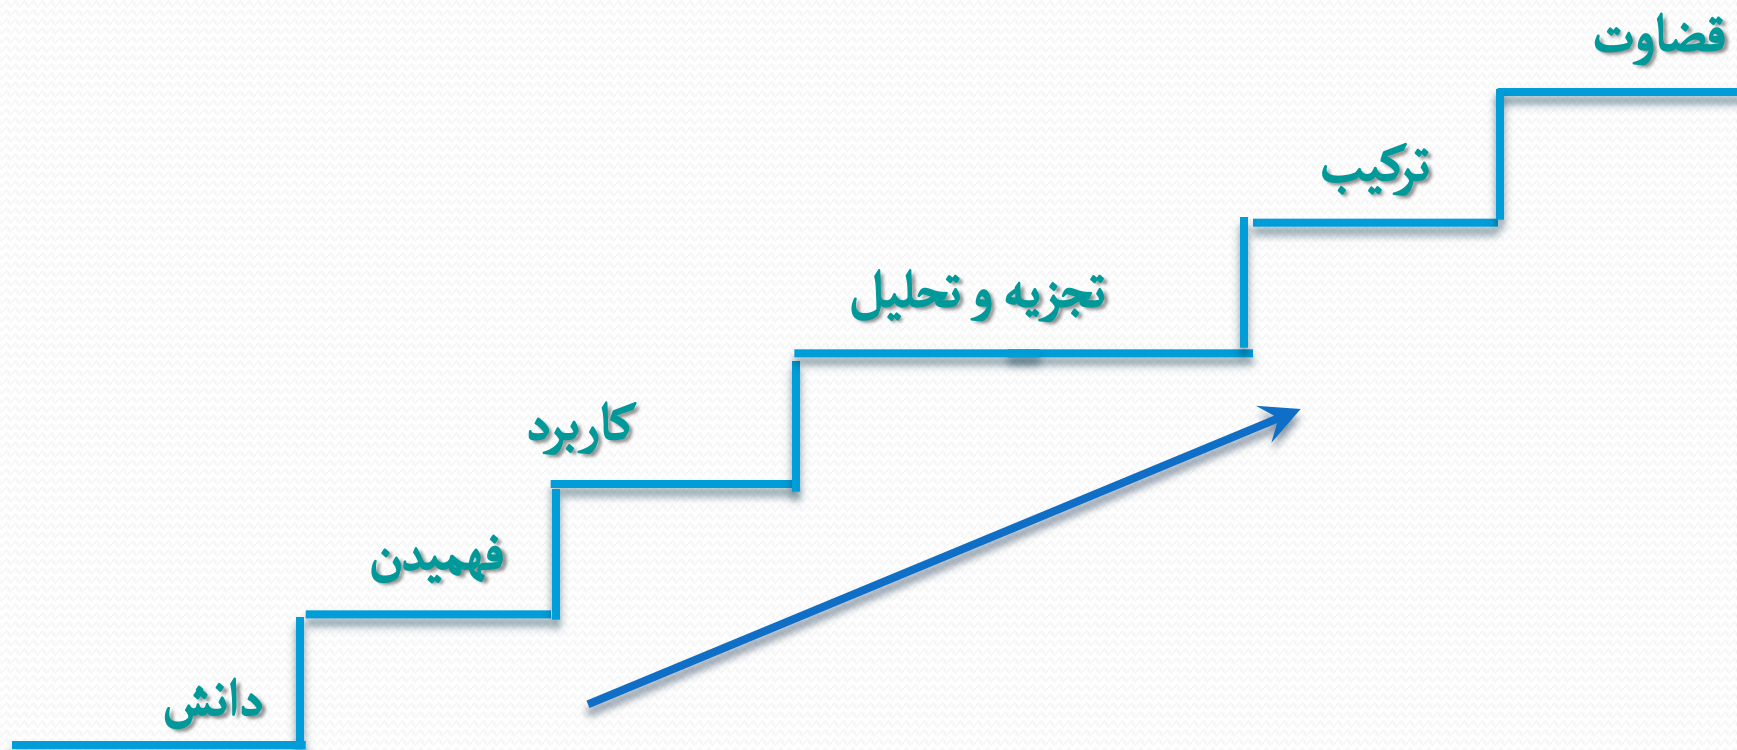 قضاوت
ترکیب
تجزیه و تحلیل
کاربرد
فهمیدن
دانش